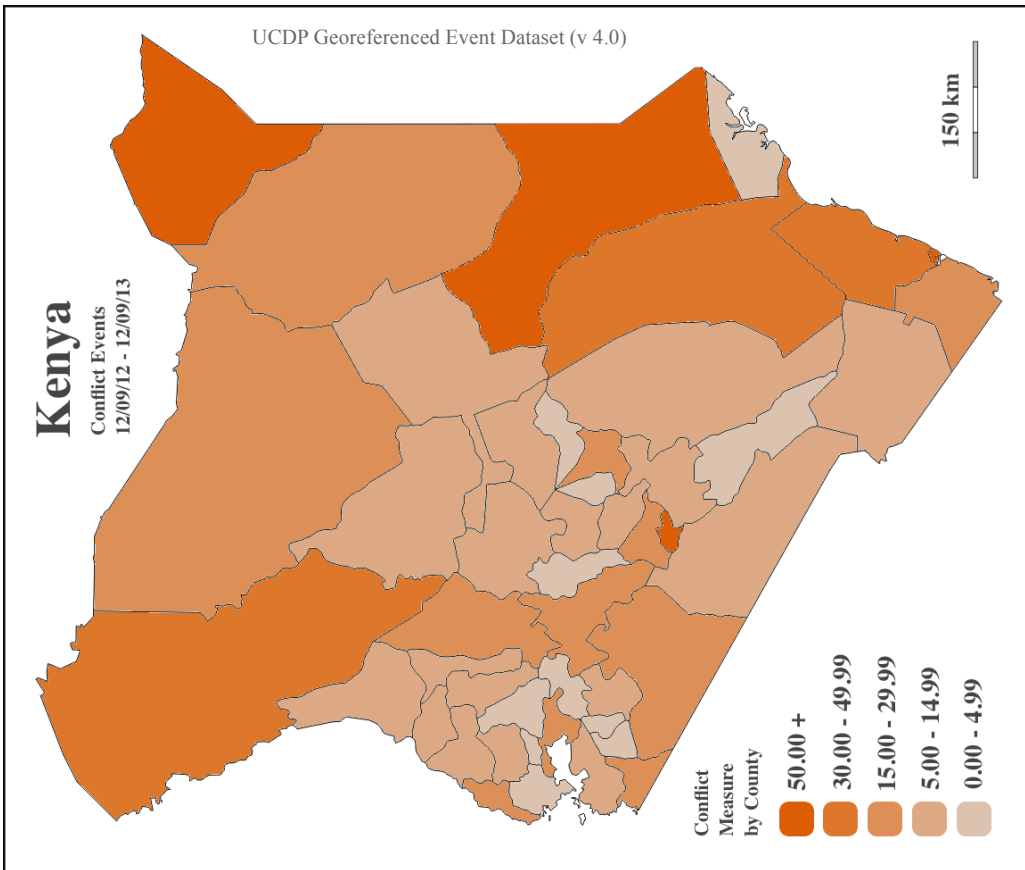 UCDP Georeferenced Event Dataset (v 4.0)
Kenya
Conflict Events
12/09/12 - 12/09/13
150 km
Conflict
Measure
by County
50.00 +
30.00 - 49.99
15.00 - 29.99
5.00 - 14.99
0.00 - 4.99